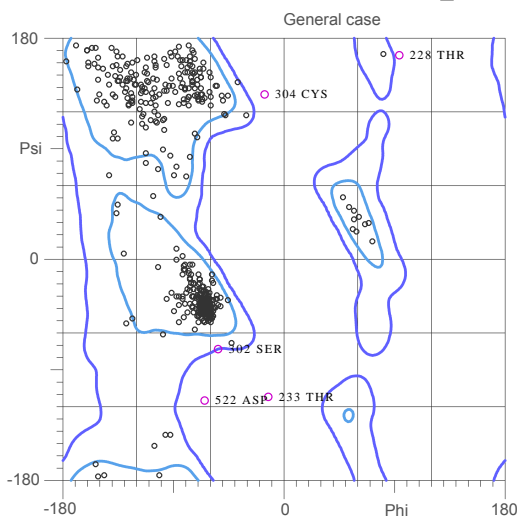 General case
180
228 THR
304 CYS
Psi
0
302 SER
522 ASP
233 THR
-180
-180
0
Phi
180